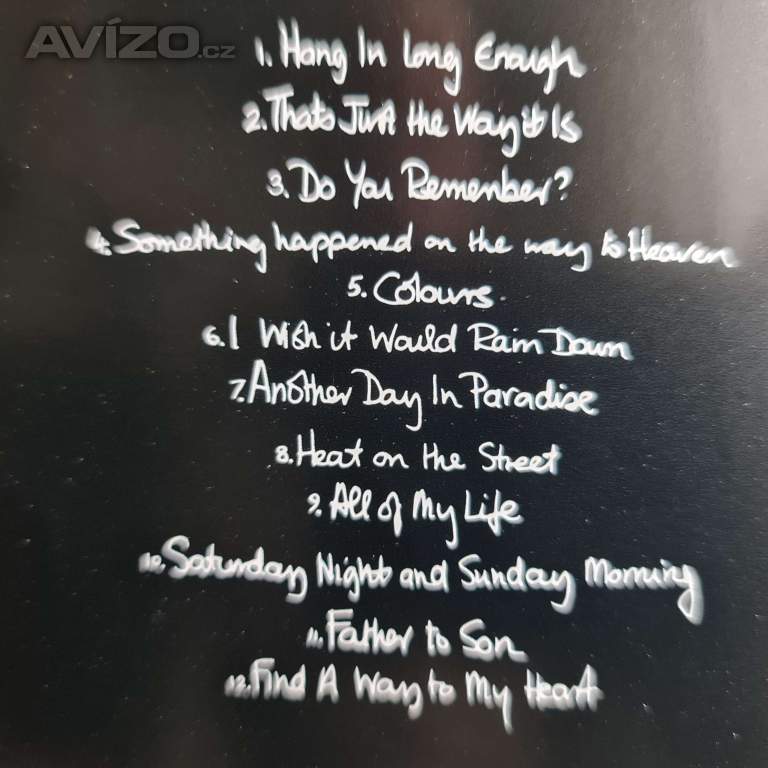 AVÍZO.cz
1. Hang In Long Enough
2. Thats Just the Way it Is
3. Do You Remember?
4. Something happened on the way to Heaven
5. Colours.
6. I Wish it Would Rain Down
7. Another Day In Paradise
8. Heat on the Street
9. All of My Life
10. Saturday Night and Sunday Morning
11. Father to Son
12. Find A Way to My Heart